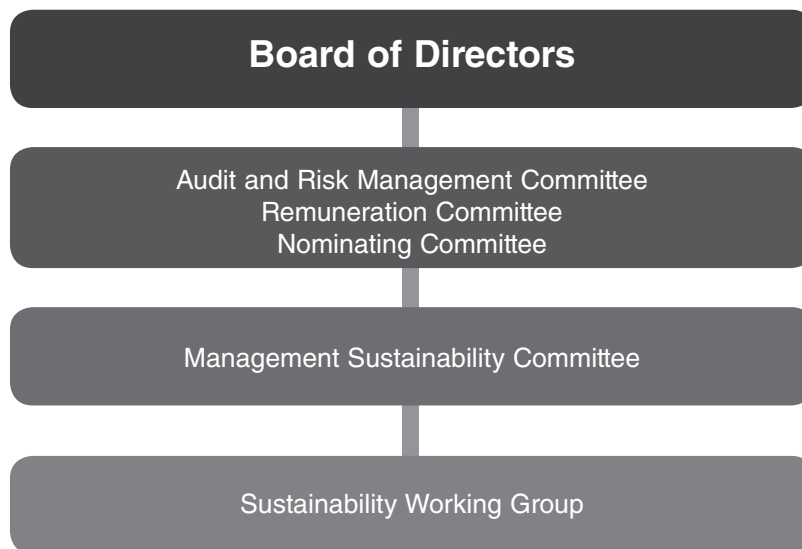 Board of Directors
Audit and Risk Management Committee
Remuneration Committee
Nominating Committee
Management Sustainability Committee
Sustainability Working Group